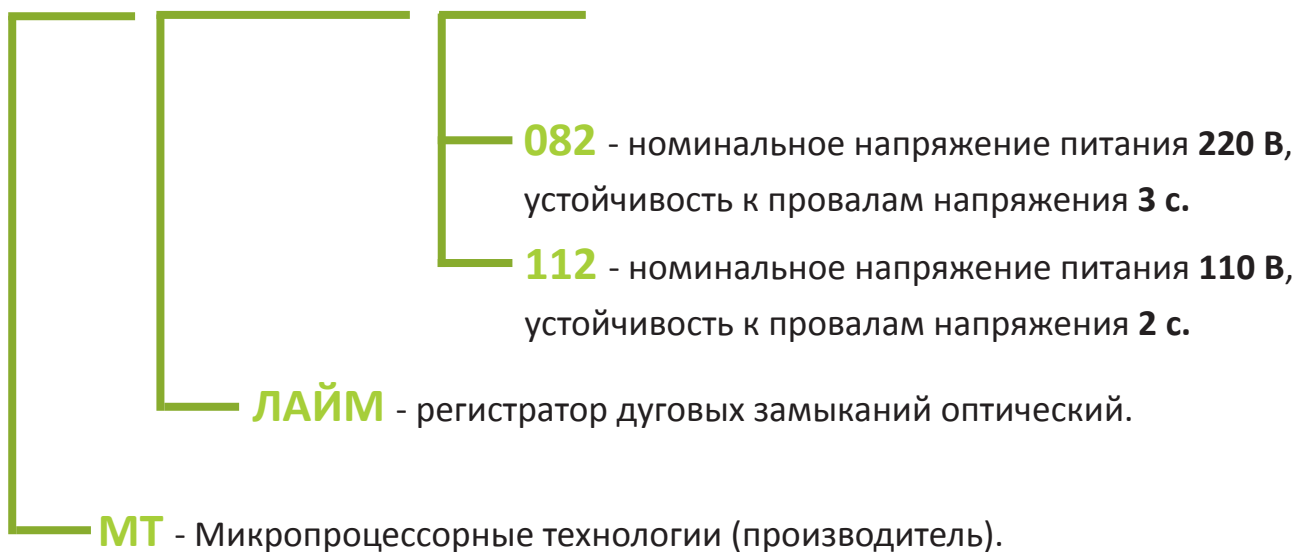 082 - номинальное напряжение питания 220 В,
устойчивость к провалам напряжения 3 с.
112 - номинальное напряжение питания 110 В,
устойчивость к провалам напряжения 2 с.
ЛАЙМ - регистратор дуговых замыканий оптический.
МТ - Микропроцессорные технологии (производитель).